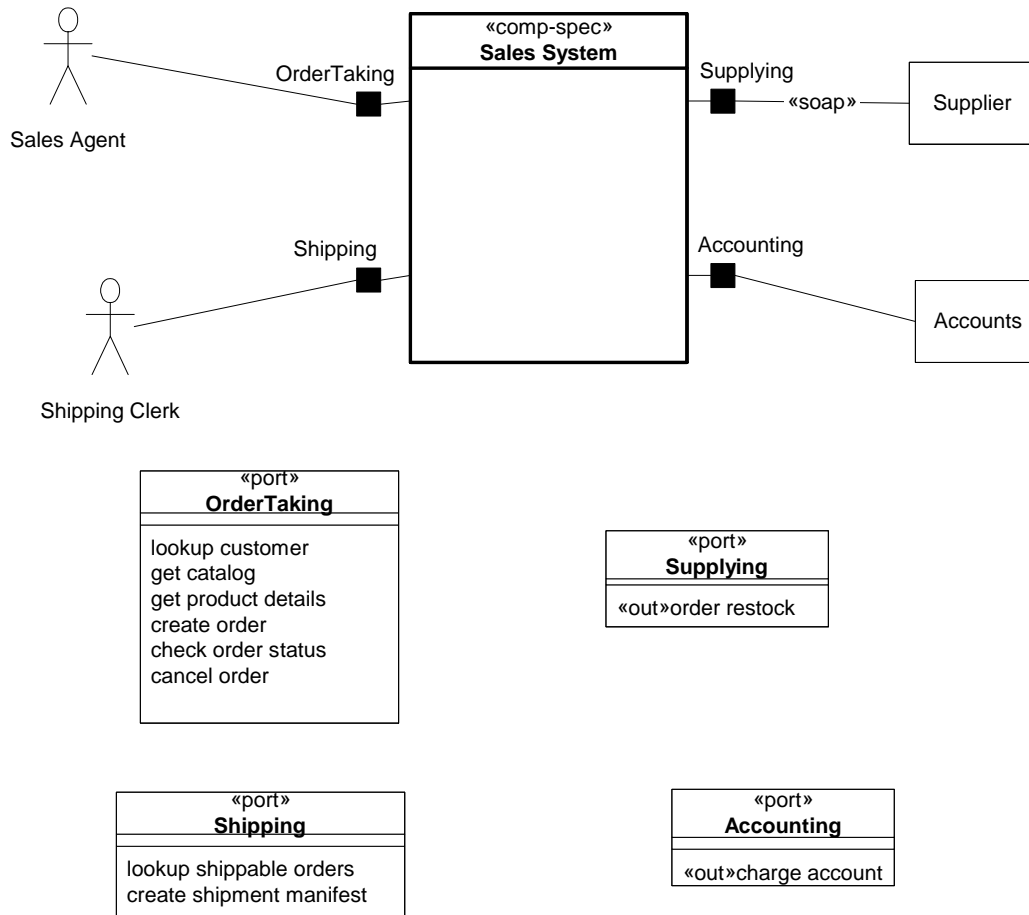 «comp-spec»
Sales System
OrderTaking
Supplying
«soap»
Supplier
Sales Agent
Shipping
Accounting
Accounts
Shipping Clerk
«port»
OrderTaking
lookup customer
get catalog
get product details
create order
check order status
cancel order
«port»
Supplying
«out»order restock
«port»
Shipping
lookup shippable orders
create shipment manifest
«port»
Accounting
«out»charge account